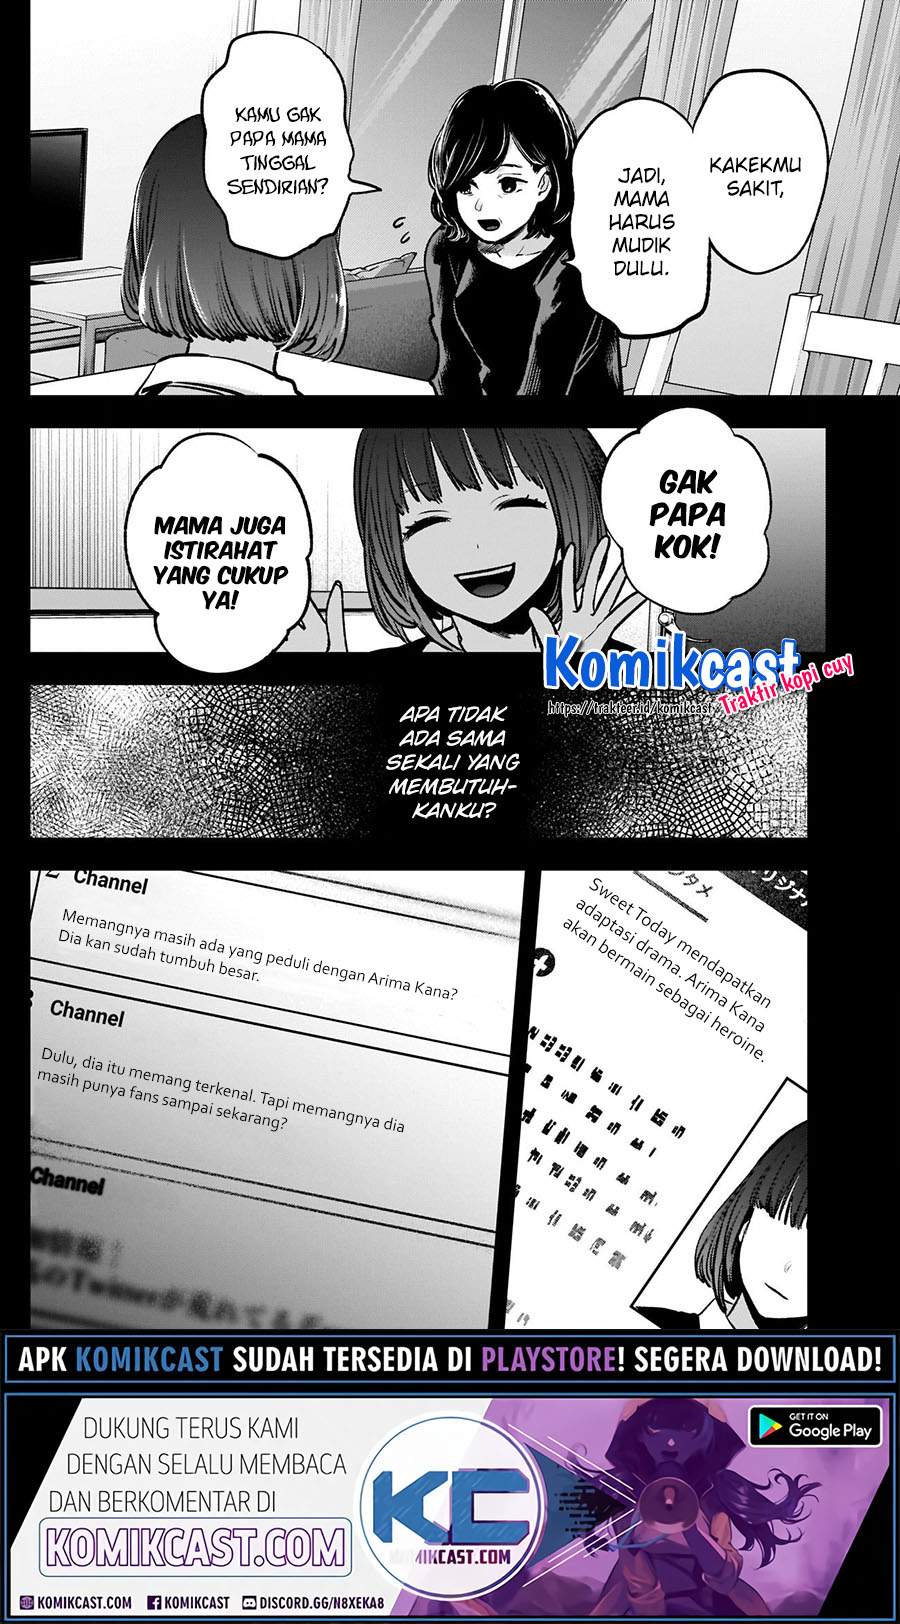 KAKEKMU
SAKIT,
JADI,
MAMA
HARUS
MUDIK
DULU.
KAMU GAK
PAPA MAMA
TINGGAL
SENDIRIAN?
GAK
PAPA
KOK!
MAMA JUGA
ISTIRAHAT
YANG CUKUP
YA!
Komikcast
Traktir kopi cuy
https://trakteer.id/komikcast
APA TIDAK
ADA SAMA
SEKALI YANG
MEMBUTUH-
KANKU?
Sweet Today mendapatkan
adaptasi drama. Arima Kana
akan bermain sebagai heroine.
2 Channel
Memangnya masih ada yang peduli dengan Arima Kana?
Dia kan sudah tumbuh besar.
Channel
Dulu, dia itu memang terkenal. Tapi memangnya dia
masih punya fans sampai sekarang?
Channel
APK KOMIKCAST SUDAH TERSEDIA DI PLAYSTORE! SEGERA DOWNLOAD!
DUKUNG TERUS KAMI
DENGAN SELALU MEMBACA
DAN BERKOMENTAR DI
KOMIKCAST.COM
KC
KOMIKCAST.COM
GET IT ON
Google Play
KOMIKCAST.COM
KOMIKCAST
DISCORD.GG/N8XEKA8